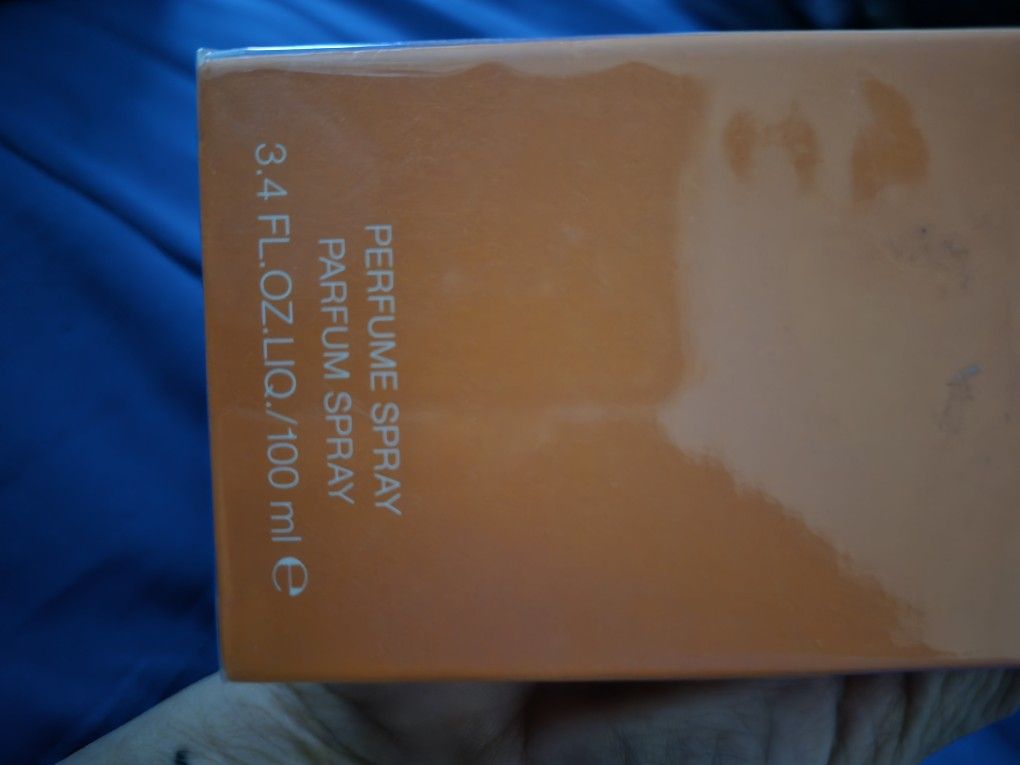 PERFUME SPRAY
PARFUM SPRAY
3.4 FL.OZ.LIQ./100 ml ℮